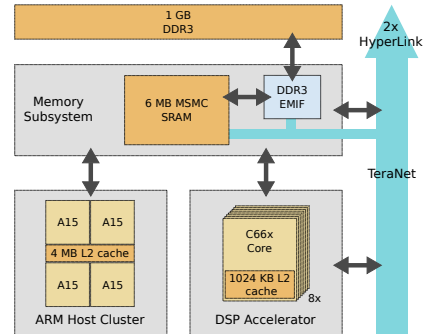 1 GB
DDR3
2x
HyperLink
Memory
Subsystem
6 MB MSMC
SRAM
DDR3
EMIF
TeraNet
A15
A15
4 MB L2 cache
A15
A15
ARM Host Cluster
C66x
Core
1024 KB L2
cache
8x
DSP Accelerator